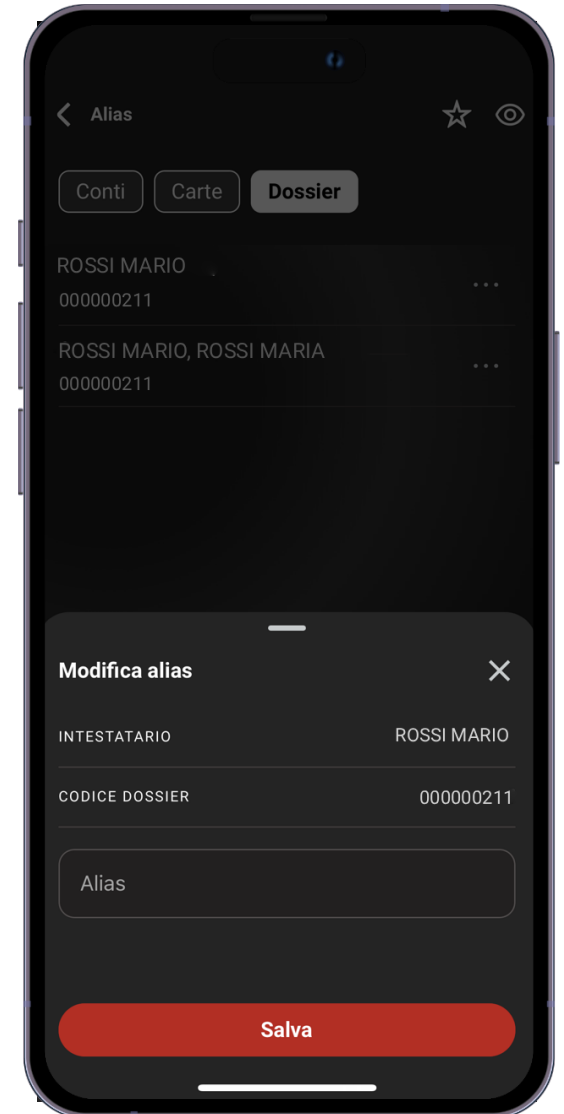 Alias
Conti Carte Dossier
ROSSI MARIO
000000211
ROSSI MARIO, ROSSI MARIA
000000211
Modifica alias
INTESTATARIO ROSSI MARIO
CODICE DOSSIER 000000211
Alias
Salva